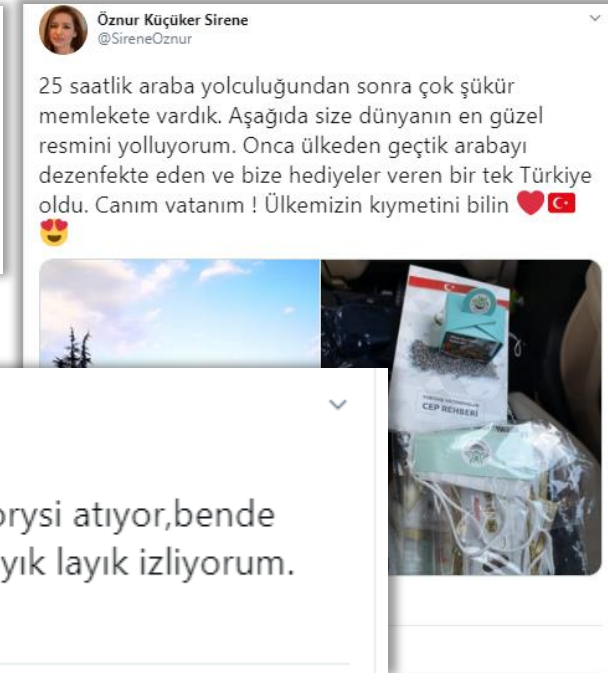 Öznur Küçüker Sirene
@SireneOznur
25 saatlik araba yolculuğundan sonra çok şükür
memlekete vardık. Aşağıda size dünyanın en güzel
resmini yolluyorum. Onca ülkeden geçtik arabayı
dezenfekte eden ve bize hediyeler veren bir tek Türkiye
oldu. Canım vatanım ! Ülkemizin kıymetini bilin ❤️🇹🇷
😍
CEP REHBERİ
orysi atıyor,bende
yık layık izliyorum.